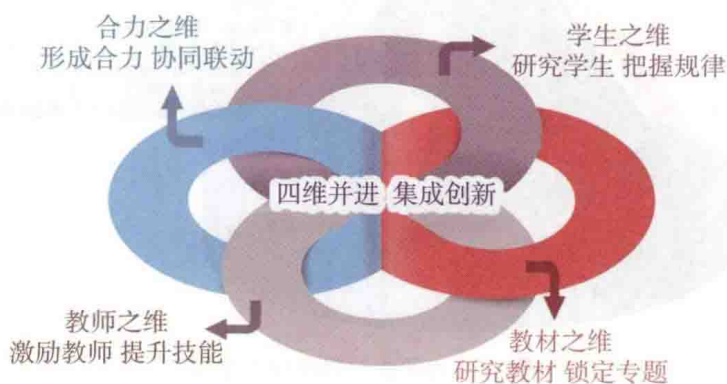 合力之维
形成合力 协同联动
学生之维
研究学生 把握规律
四维并进 集成创新
教师之维
激励教师 提升技能
教材之维
研究教材 锁定专题